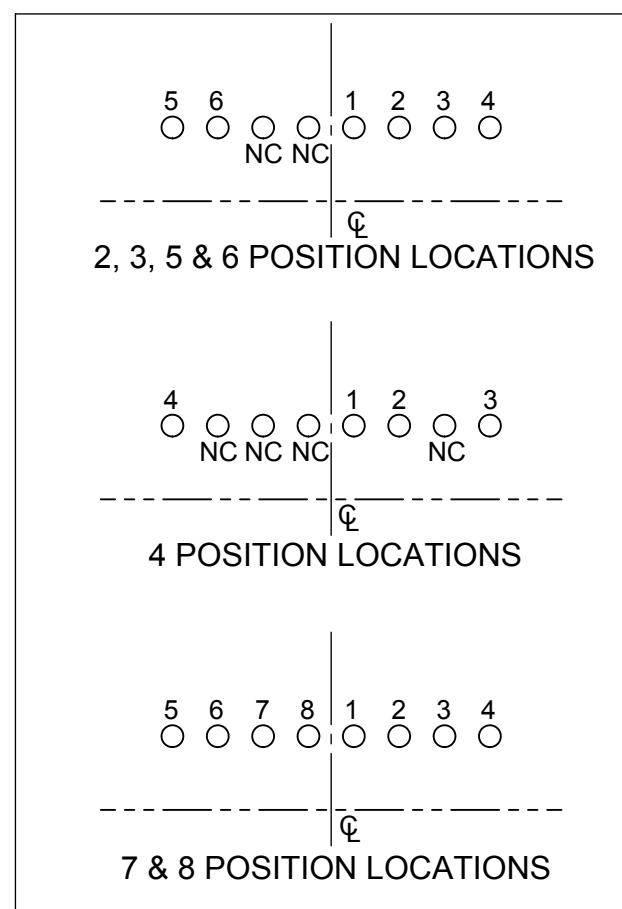 5 6 1 2 3 4
NC NC
℄
2, 3, 5 & 6 POSITION LOCATIONS
4 1 2 3
NC NC NC NC
℄
4 POSITION LOCATIONS
5 6 7 8 1 2 3 4
℄
7 & 8 POSITION LOCATIONS